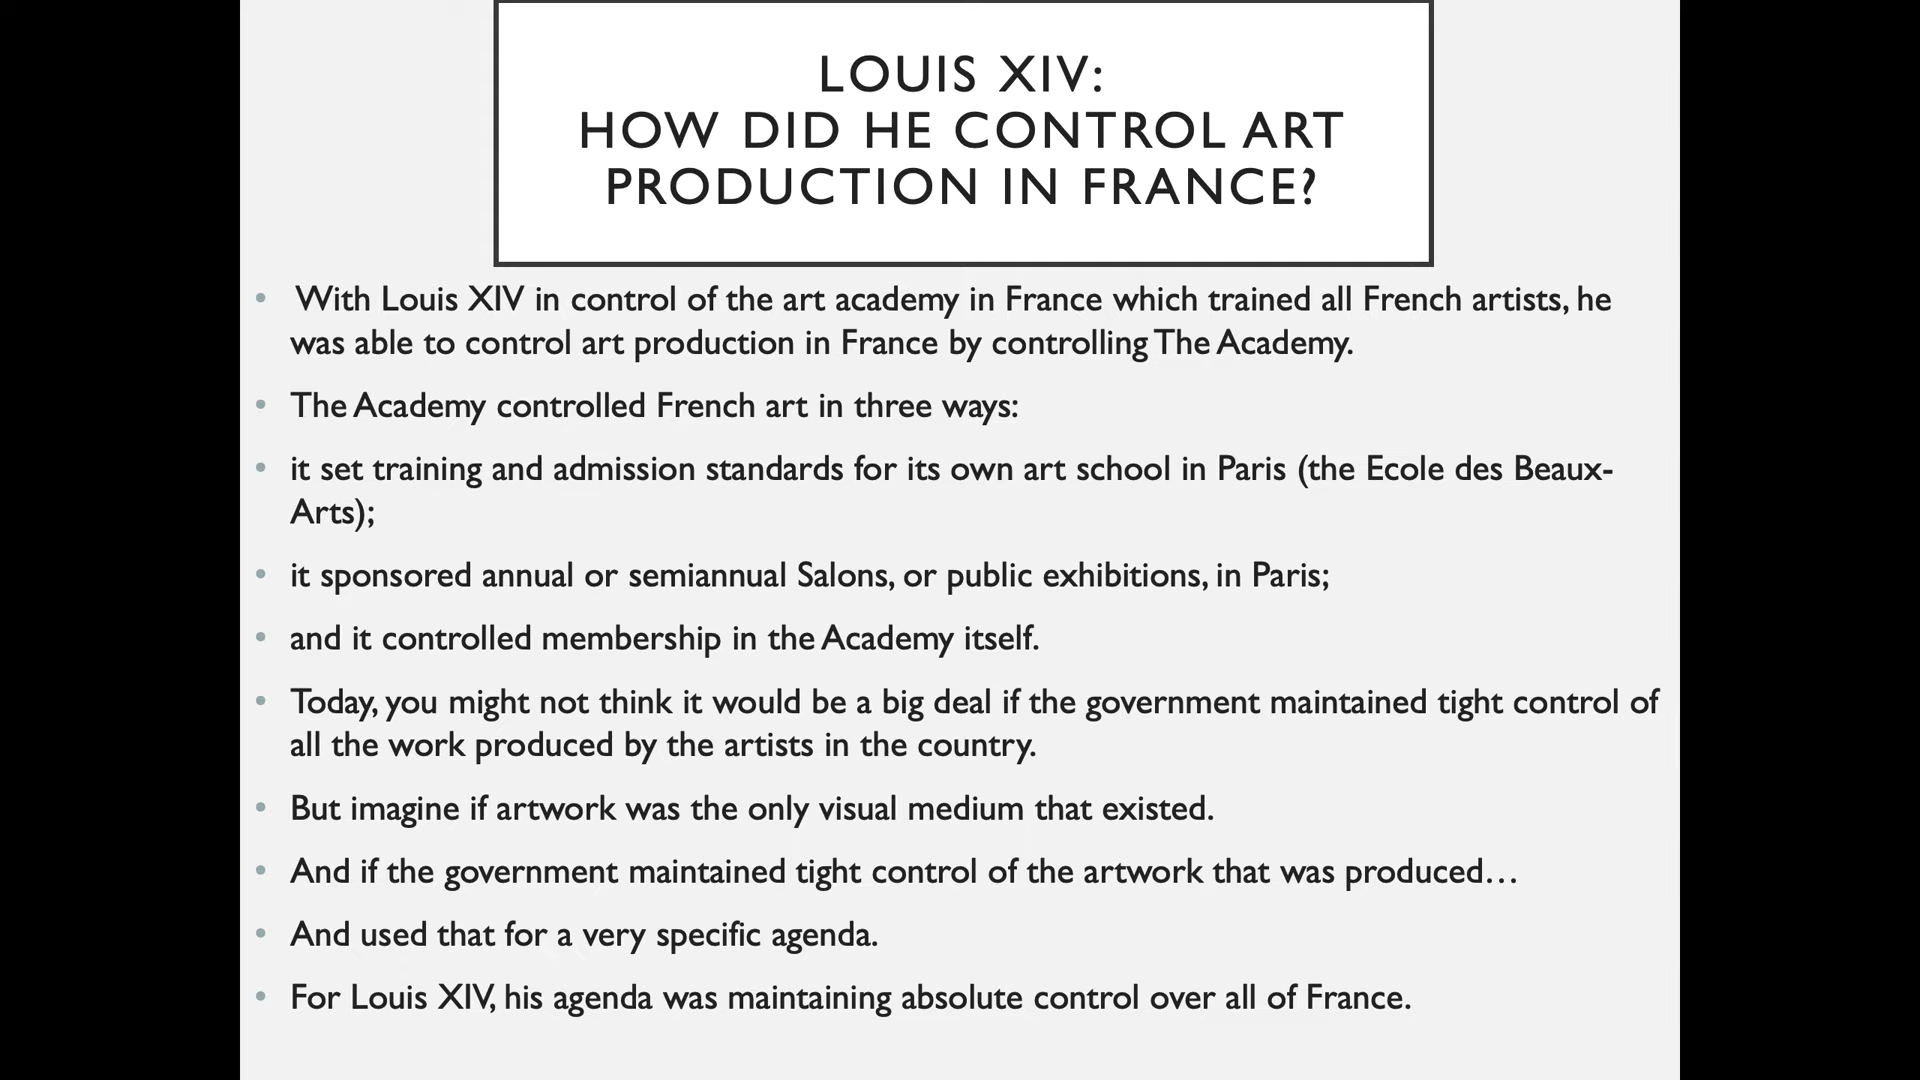 LOUIS XIV:
HOW DID HE CONTROL ART
PRODUCTION IN FRANCE?
• With Louis XIV in control of the art academy in France which trained all French artists, he
was able to control art production in France by controlling The Academy.
• The Academy controlled French art in three ways:
• it set training and admission standards for its own art school in Paris (the Ecole des Beaux-
Arts);
• it sponsored annual or semiannual Salons, or public exhibitions, in Paris;
• and it controlled membership in the Academy itself.
• Today, you might not think it would be a big deal if the government maintained tight control of
all the work produced by the artists in the country.
• But imagine if artwork was the only visual medium that existed.
• And if the government maintained tight control of the artwork that was produced…
• And used that for a very specific agenda.
• For Louis XIV, his agenda was maintaining absolute control over all of France.